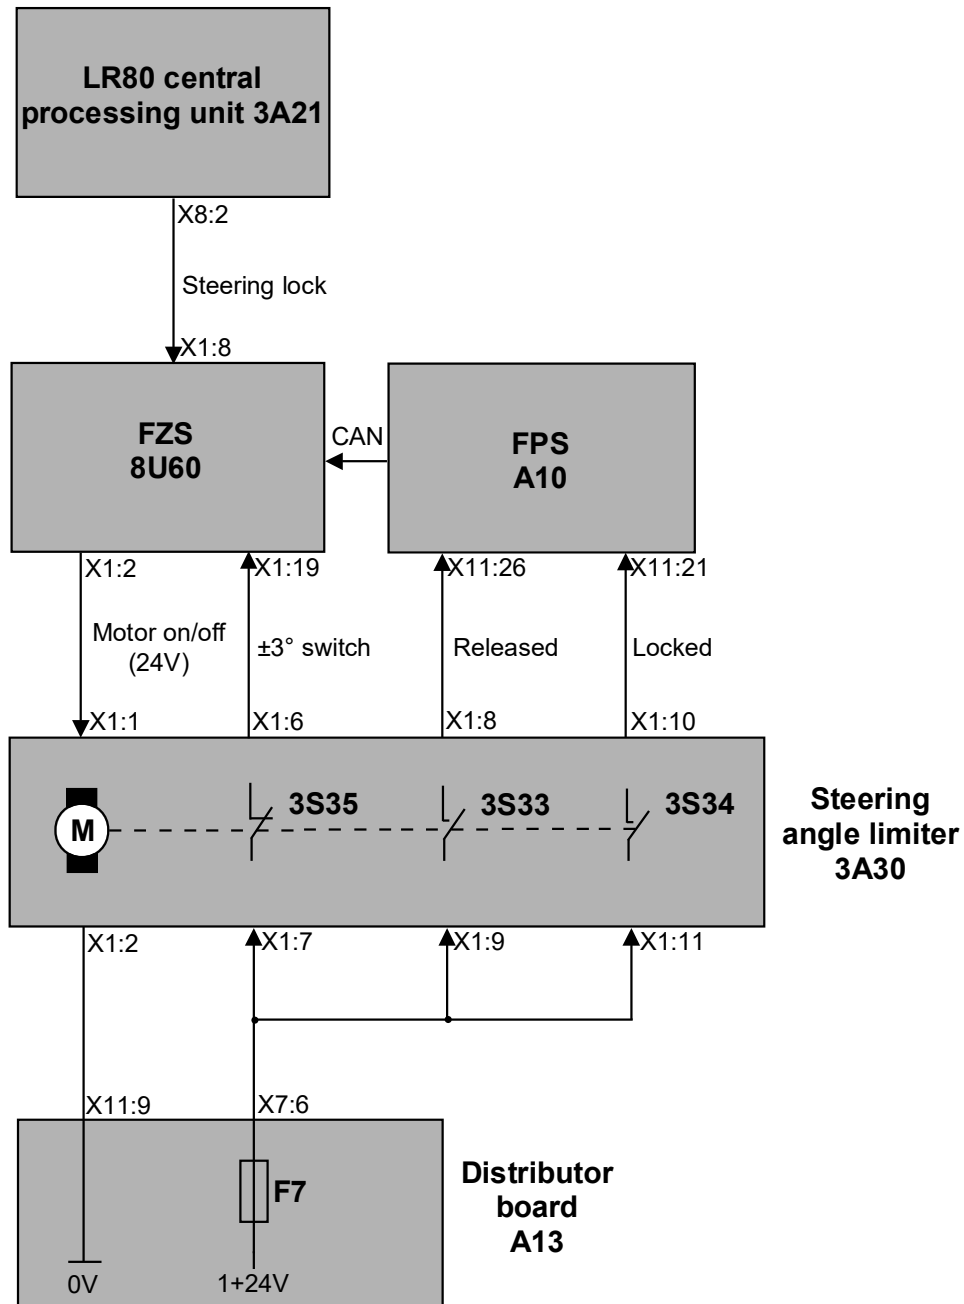 LR80 central
processing unit 3A21
X8:2
Steering lock
X1:8
FZS
8U60
CAN
FPS
A10
X1:2
X1:19
X11:26
X11:21
Motor on/off
(24V)
±3° switch
Released
Locked
X1:1
X1:6
X1:8
X1:10
M
3S35
3S33
3S34
Steering
angle limiter
3A30
X1:2
X1:7
X1:9
X1:11
X11:9
X7:6
F7
Distributor
board
A13
0V
1+24V